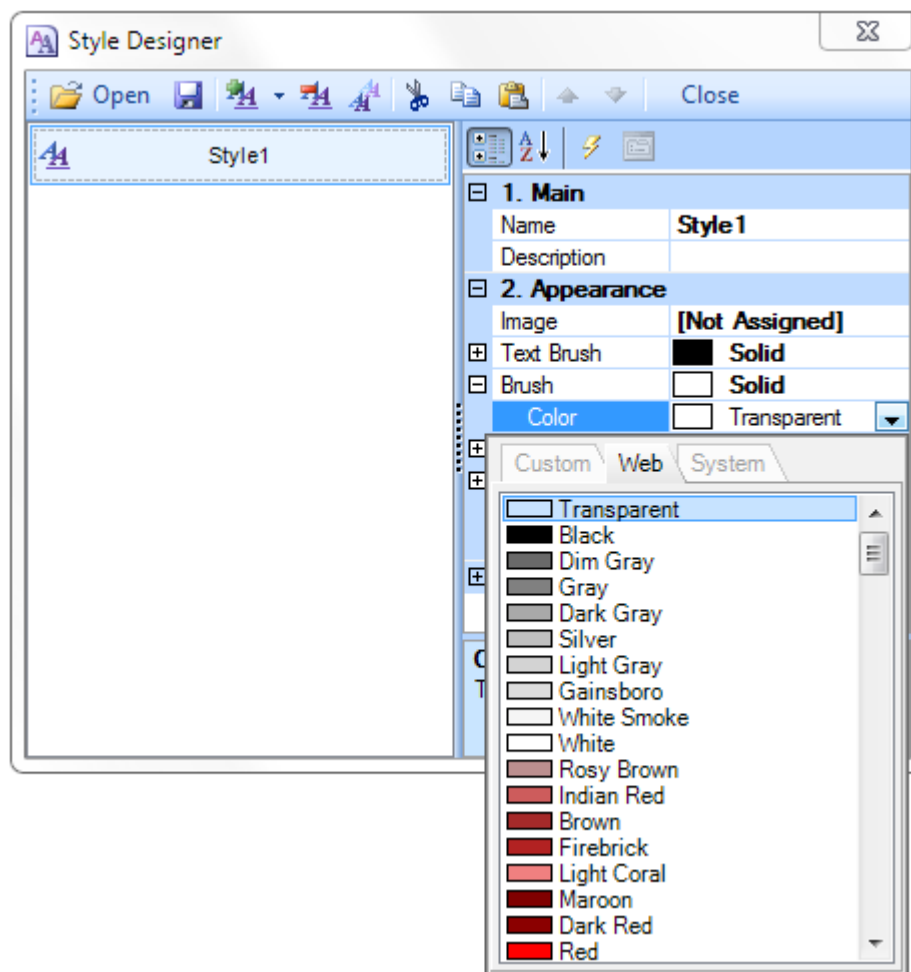 Style Designer
Open Close
Style1
1. Main
Name Style1
Description
2. Appearance
Image [Not Assigned]
Text Brush Solid
Brush Solid
Color Transparent
Custom Web System
Transparent
Black
Dim Gray
Gray
Dark Gray
Silver
Light Gray
Gainsboro
White Smoke
White
Rosy Brown
Indian Red
Brown
Firebrick
Light Coral
Maroon
Dark Red
Red